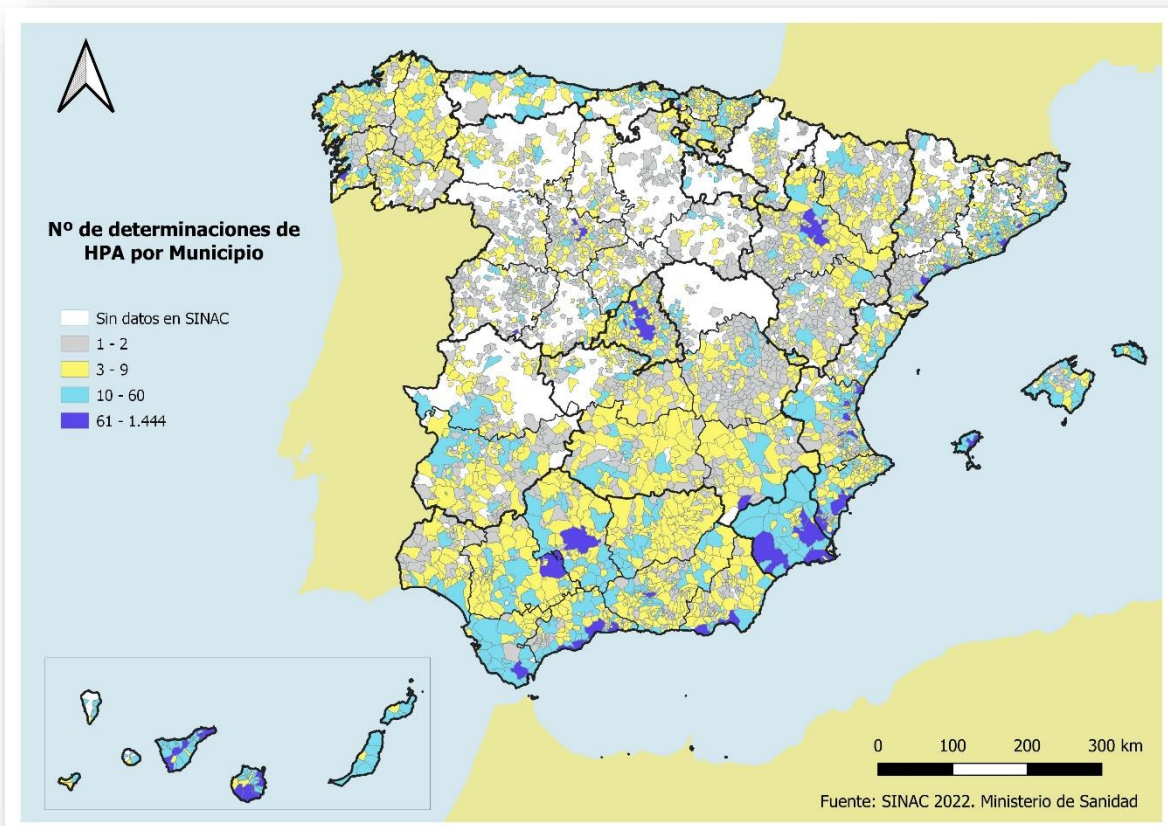 Nº de determinaciones de
HPA por Municipio
Sin datos en SINAC
1 - 2
3 - 9
10 - 60
61 - 1.444
0 100 200 300 km
Fuente: SINAC 2022. Ministerio de Sanidad